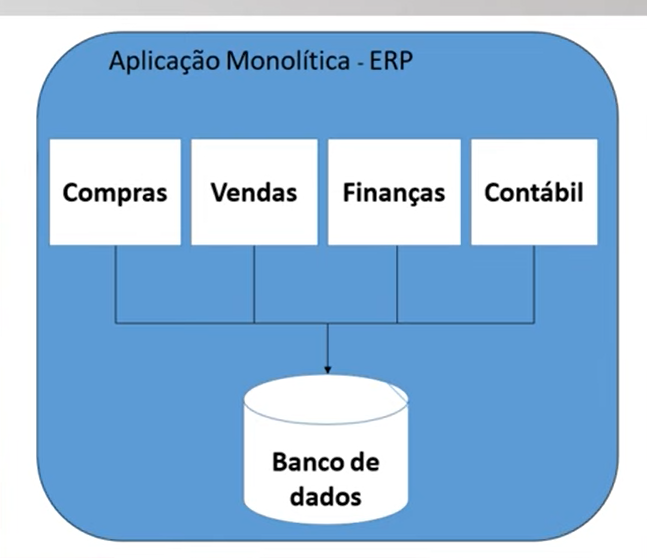 Aplicação Monolítica - ERP
Compras
Vendas
Finanças
Contábil
Banco de
dados